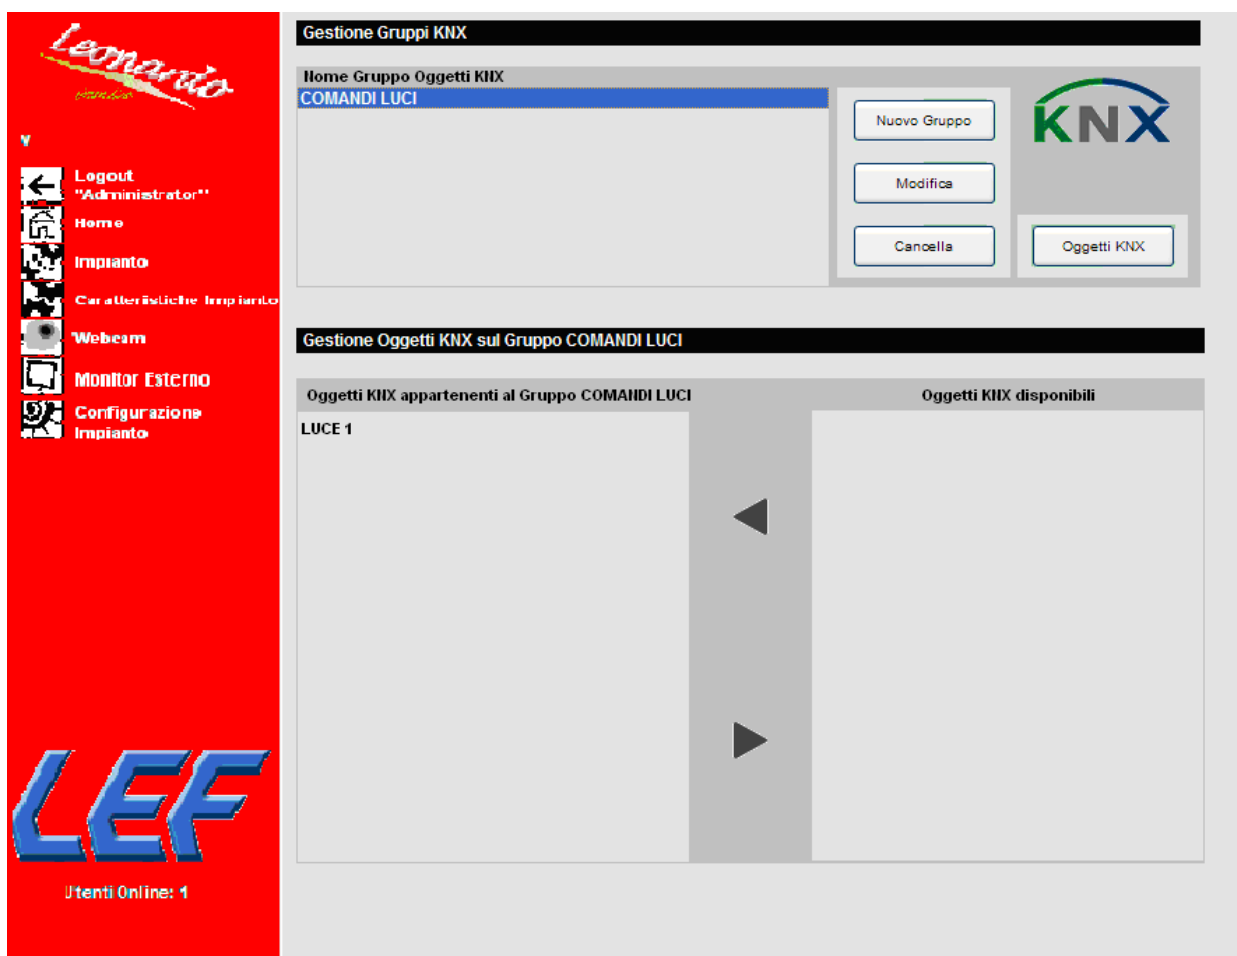 Leonardo
Logout
"Administrator"
Home
Impianto
Caratteristiche Impianto
Webcam
Monitor Esterno
Configurazione
Impianto
LEF
Utenti Online: 1
Gestione Gruppi KNX
Nome Gruppo Oggetti KNX
COMANDI LUCI
Nuovo Gruppo
Modifica
Cancella
KNX
Oggetti KNX
Gestione Oggetti KNX sul Gruppo COMANDI LUCI
Oggetti KNX appartenenti al Gruppo COMANDI LUCI
LUCE 1
Oggetti KNX disponibili